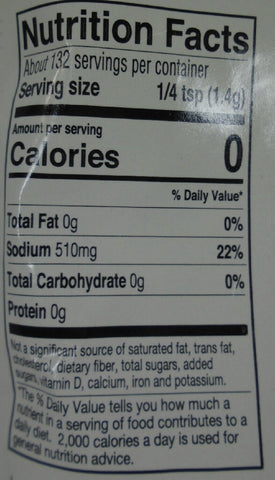 Nutrition Facts
About 132 servings per container
Serving size 1/4 tsp (1.4g)
Amount per serving
Calories 0
% Daily Value*
Total Fat 0g 0%
Sodium 510mg 22%
Total Carbohydrate 0g 0%
Protein 0g
Not a significant source of saturated fat, trans fat,
cholesterol, dietary fiber, total sugars, added
sugars, vitamin D, calcium, iron and potassium.
*The % Daily Value tells you how much a
nutrient in a serving of food contributes to a
daily diet. 2,000 calories a day is used for
general nutrition advice.